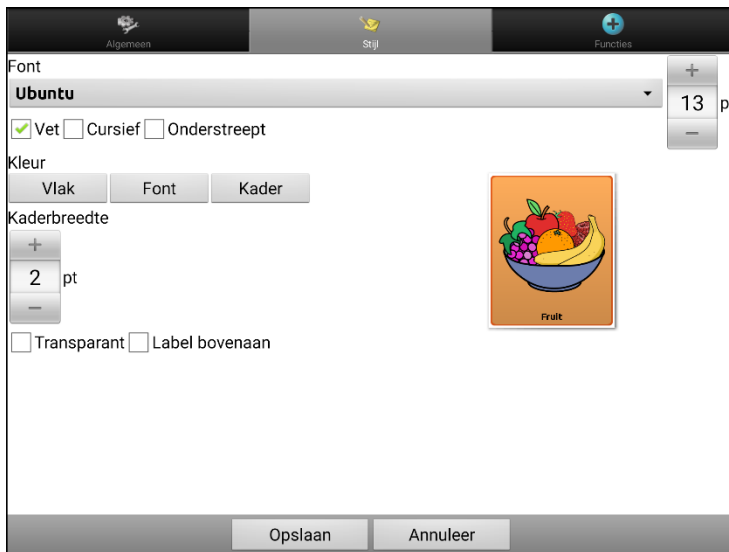 Algemeen Stijl Functies
Font
Ubuntu
13 p
Vet Cursief Onderstreept
Kleur
Vlak Font Kader
Kaderbreedte
2 pt
Fruit
Transparant Label bovenaan
Opslaan Annuleer